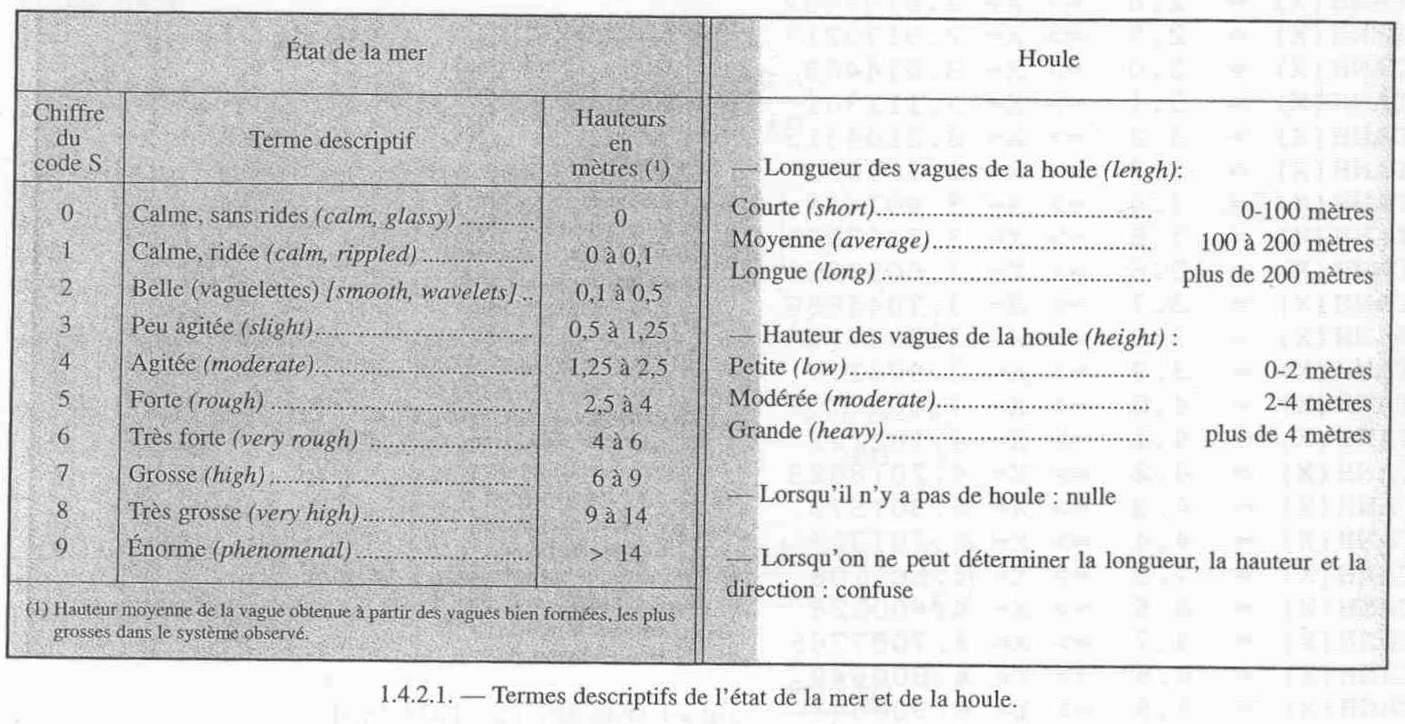 État de la mer
Chiffre
du
code S
Terme descriptif
Hauteurs
en
mètres (¹)
0 Calme, sans rides (calm, glassy) ............ 0
1 Calme, ridée (calm, rippled) .................. 0 à 0,1
2 Belle (vaguelettes) [smooth, wavelets] .. 0,1 à 0,5
3 Peu agitée (slight)................................... 0,5 à 1,25
4 Agitée (moderate)................................... 1,25 à 2,5
5 Forte (rough) .......................................... 2,5 à 4
6 Très forte (very rough) .......................... 4 à 6
7 Grosse (high) .......................................... 6 à 9
8 Très grosse (very high)........................... 9 à 14
9 Énorme (phenomenal) ............................ > 14
(1) Hauteur moyenne de la vague obtenue à partir des vagues bien formées, les plus
grosses dans le système observé.
Houle
— Longueur des vagues de la houle (lengh):
Courte (short)............................................. 0-100 mètres
Moyenne (average).................................... 100 à 200 mètres
Longue (long) ............................................ plus de 200 mètres
— Hauteur des vagues de la houle (height) :
Petite (low)................................................ 0-2 mètres
Modérée (moderate)................................... 2-4 mètres
Grande (heavy)........................................... plus de 4 mètres
— Lorsqu'il n'y a pas de houle : nulle
— Lorsqu'on ne peut déterminer la longueur, la hauteur et la
direction : confuse
1.4.2.1. — Termes descriptifs de l'état de la mer et de la houle.